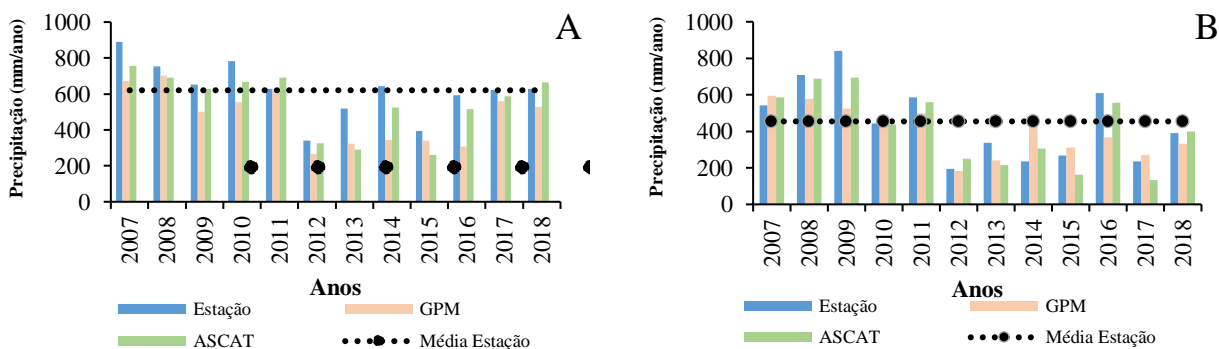 A
Precipitação (mm/ano)
1000
800
600
400
200
0
2007
2008
2009
2010
2011
2012
2013
2014
2015
2016
2017
2018
Anos
Estação
GPM
ASCAT
Média Estação
B
Precipitação (mm/ano)
1000
800
600
400
200
0
2007
2008
2009
2010
2011
2012
2013
2014
2015
2016
2017
2018
Anos
Estação
GPM
ASCAT
Média Estação